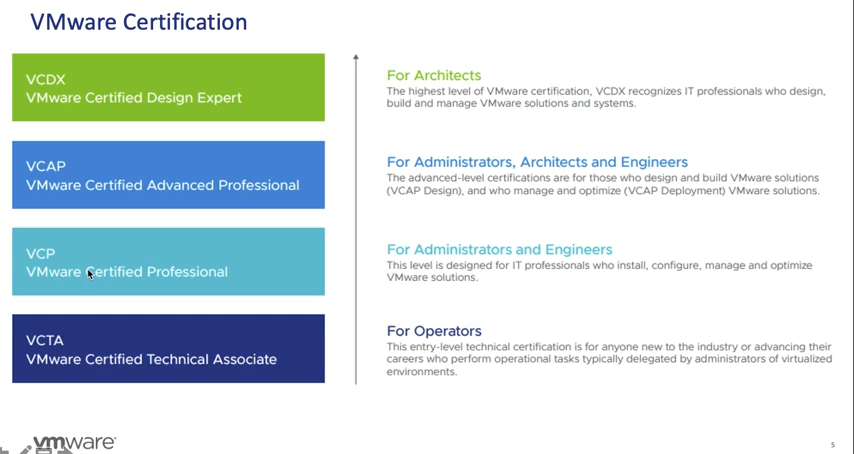 VMware Certification
VCDX
VMware Certified Design Expert
For Architects
The highest level of VMware certification, VCDX recognizes IT professionals who design,
build and manage VMware solutions and systems.
VCAP
VMware Certified Advanced Professional
For Administrators, Architects and Engineers
The advanced-level certifications are for those who design and build VMware solutions
(VCAP Design), and who manage and optimize (VCAP Deployment) VMware solutions.
VCP
VMware Certified Professional
For Administrators and Engineers
This level is designed for IT professionals who install, configure, manage and optimize
VMware solutions.
VCTA
VMware Certified Technical Associate
For Operators
This entry-level technical certification is for anyone new to the industry or advancing their
careers who perform operational tasks typically delegated by administrators of virtualized
environments.
vmware
5